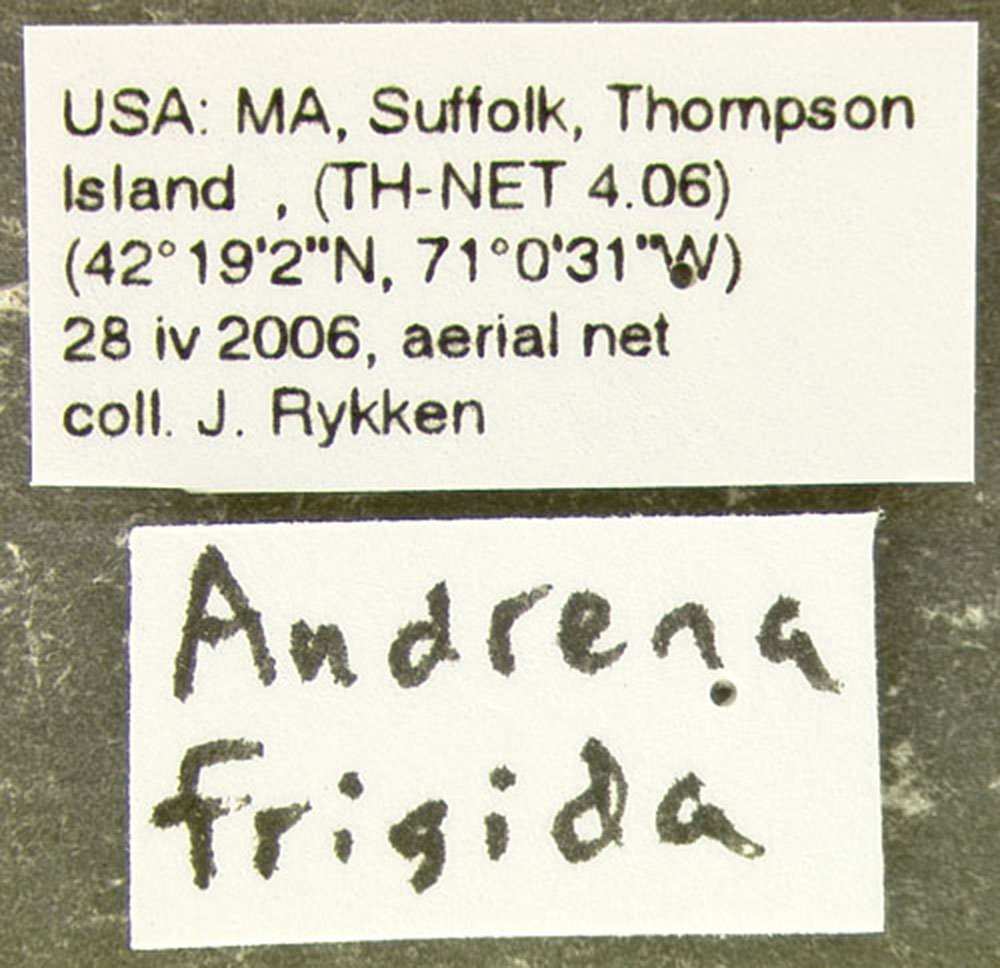 USA: MA, Suffolk, Thompson
Island , (TH-NET 4.06)
(42°19'2"N, 71°0'31"W)
28 iv 2006, aerial net
coll. J. Rykken
Andrena
frigida